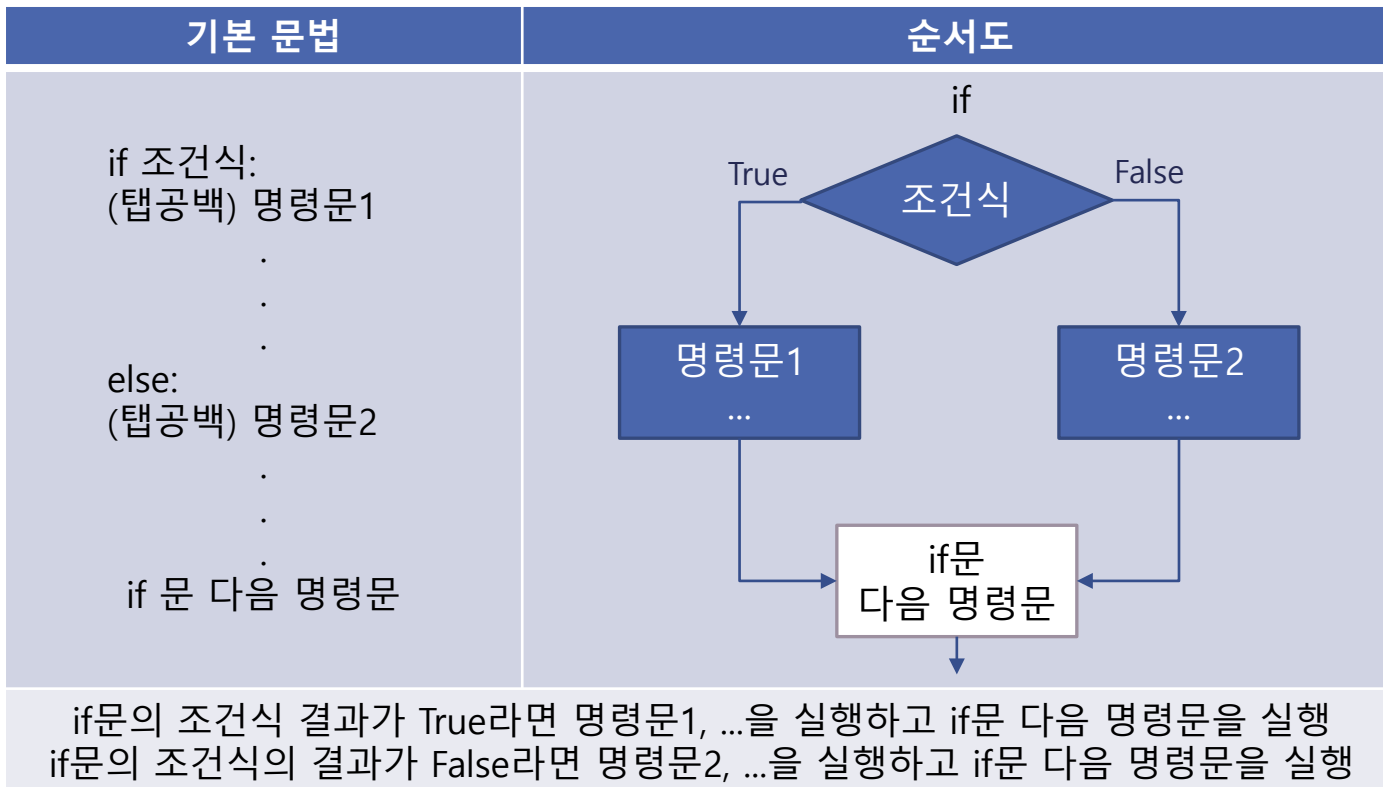 기본 문법
순서도
if 조건식:
(탭공백) 명령문1
.
.
.
else:
(탭공백) 명령문2
.
.
.
if 문 다음 명령문
if
True
False
조건식
명령문1
...
명령문2
...
if문
다음 명령문
if문의 조건식 결과가 True라면 명령문1, ...을 실행하고 if문 다음 명령문을 실행
if문의 조건식의 결과가 False라면 명령문2, ...을 실행하고 if문 다음 명령문을 실행